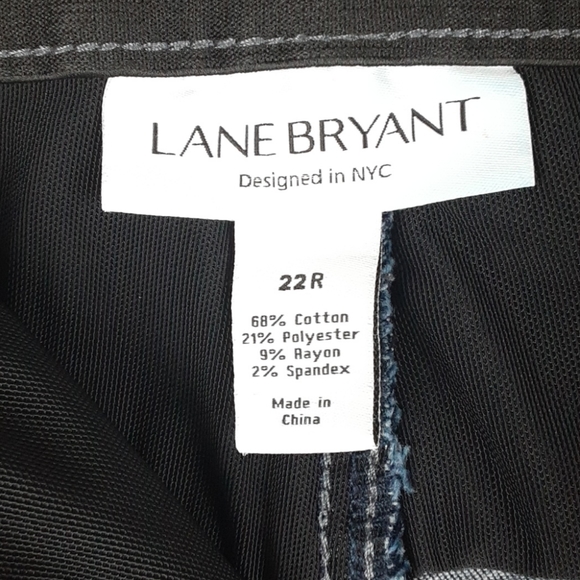 LANE BRYANT
Designed in NYC
22R
68% Cotton
21% Polyester
9% Rayon
2% Spandex
Made in
China